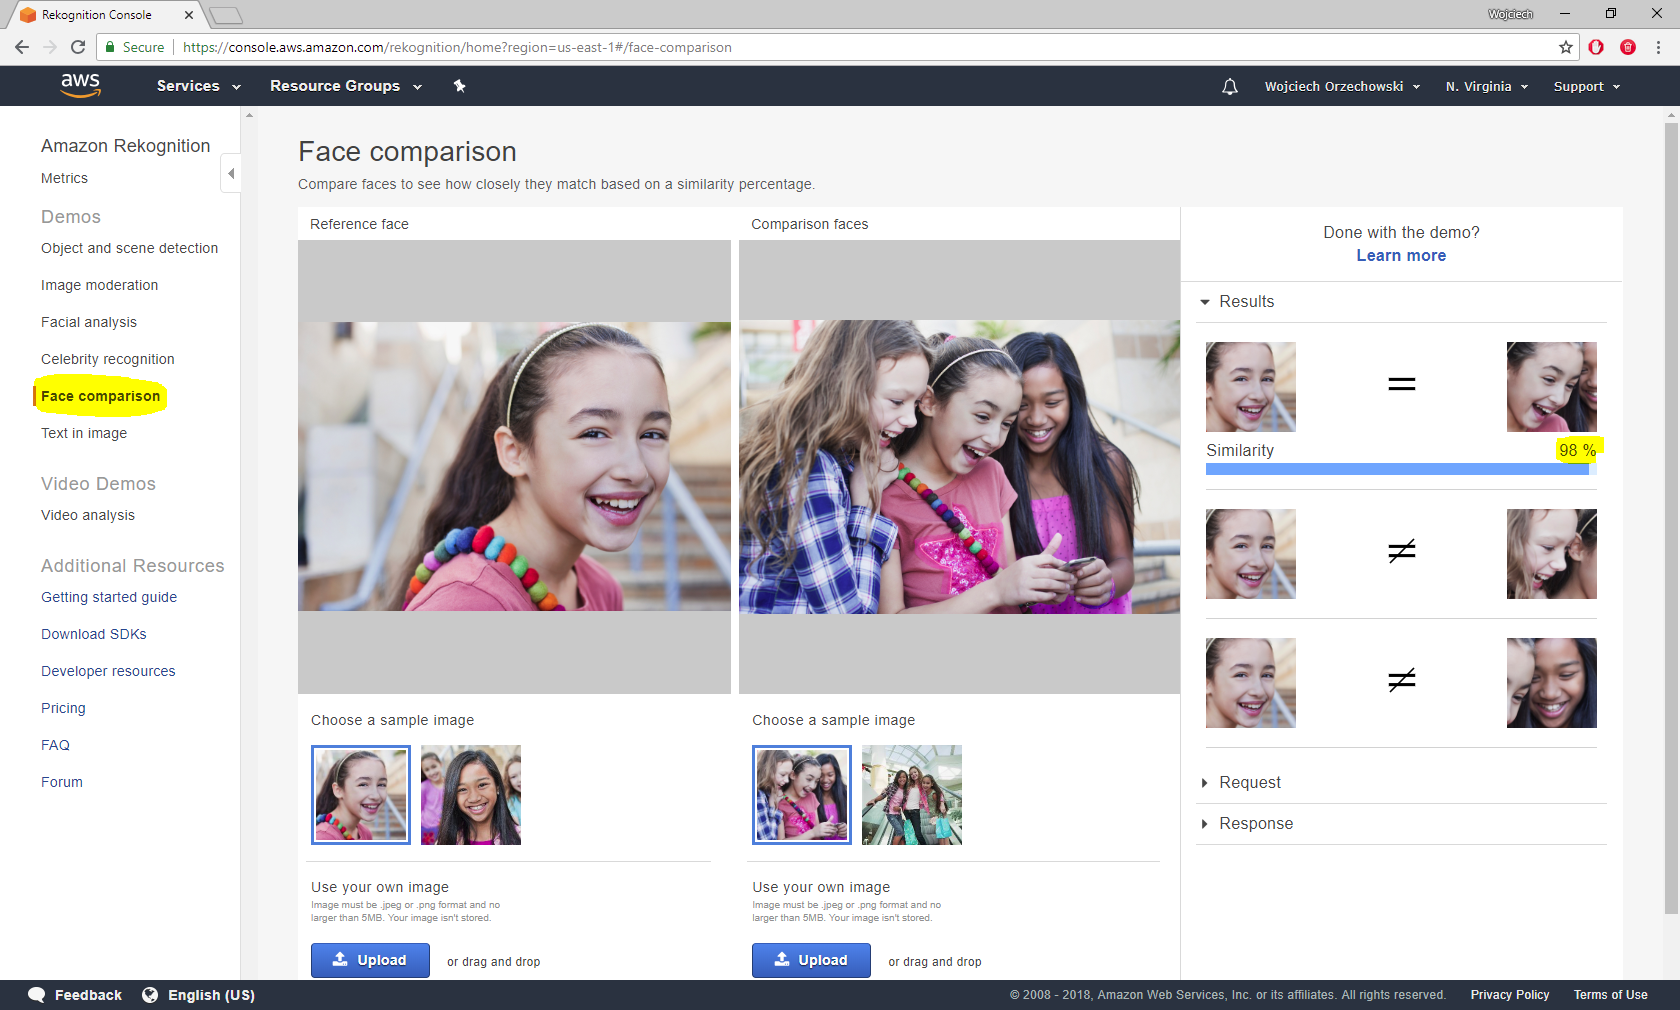 Rekognition Console
Wojciech
Secure
https://console.aws.amazon.com/rekognition/home?region=us-east-1#/face-comparison
aws
Services
Resource Groups
Wojciech Orzechowski
N. Virginia
Support
Amazon Rekognition
Metrics
Demos
Object and scene detection
Image moderation
Facial analysis
Celebrity recognition
Face comparison
Text in image
Video Demos
Video analysis
Additional Resources
Getting started guide
Download SDKs
Developer resources
Pricing
FAQ
Forum
Face comparison
Compare faces to see how closely they match based on a similarity percentage.
Reference face
Choose a sample image
Use your own image
Image must be .jpeg or .png format and no
larger than 5MB. Your image isn't stored.
Upload
or drag and drop
Comparison faces
Choose a sample image
Use your own image
Image must be .jpeg or .png format and no
larger than 5MB. Your image isn't stored.
Upload
or drag and drop
Done with the demo?
Learn more
Results
=
Similarity 98 %
≠
≠
Request
Response
Feedback
English (US)
© 2008 - 2018, Amazon Web Services, Inc. or its affiliates. All rights reserved.
Privacy Policy
Terms of Use